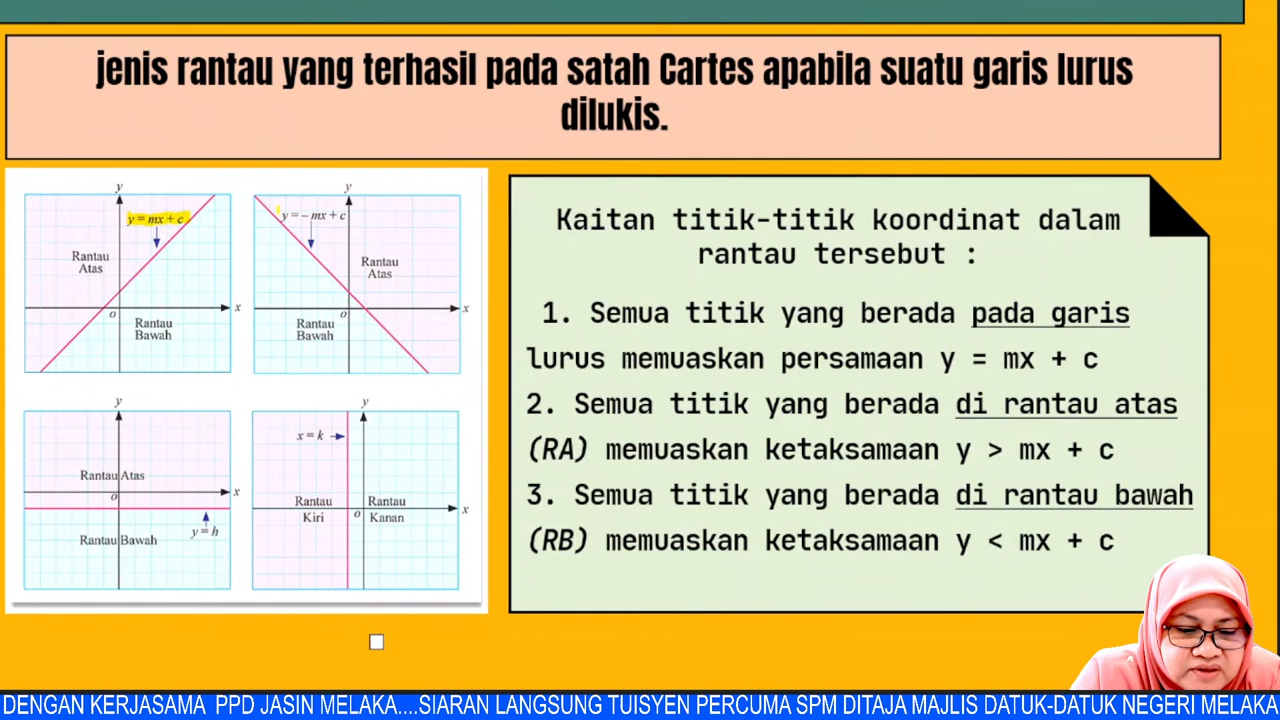 jenis rantau yang terhasil pada satah Cartes apabila suatu garis lurus
dilukis.
y
y = mx + c
Rantau
Atas
x
o
Rantau
Bawah
y
y = – mx + c
Rantau
Atas
x
o
Rantau
Bawah
y
Rantau Atas
x
o
y = h
Rantau Bawah
y
x = k
Rantau
Kiri
Rantau
Kanan
o
x
Kaitan titik-titik koordinat dalam
rantau tersebut :
1. Semua titik yang berada pada garis
lurus memuaskan persamaan y = mx + c
2. Semua titik yang berada di rantau atas
(RA) memuaskan ketaksamaan y > mx + c
3. Semua titik yang berada di rantau bawah
(RB) memuaskan ketaksamaan y < mx + c
DENGAN KERJASAMA PPD JASIN MELAKA....SIARAN LANGSUNG TUISYEN PERCUMA SPM DITAJA MAJLIS DATUK-DATUK NEGERI MELAKA